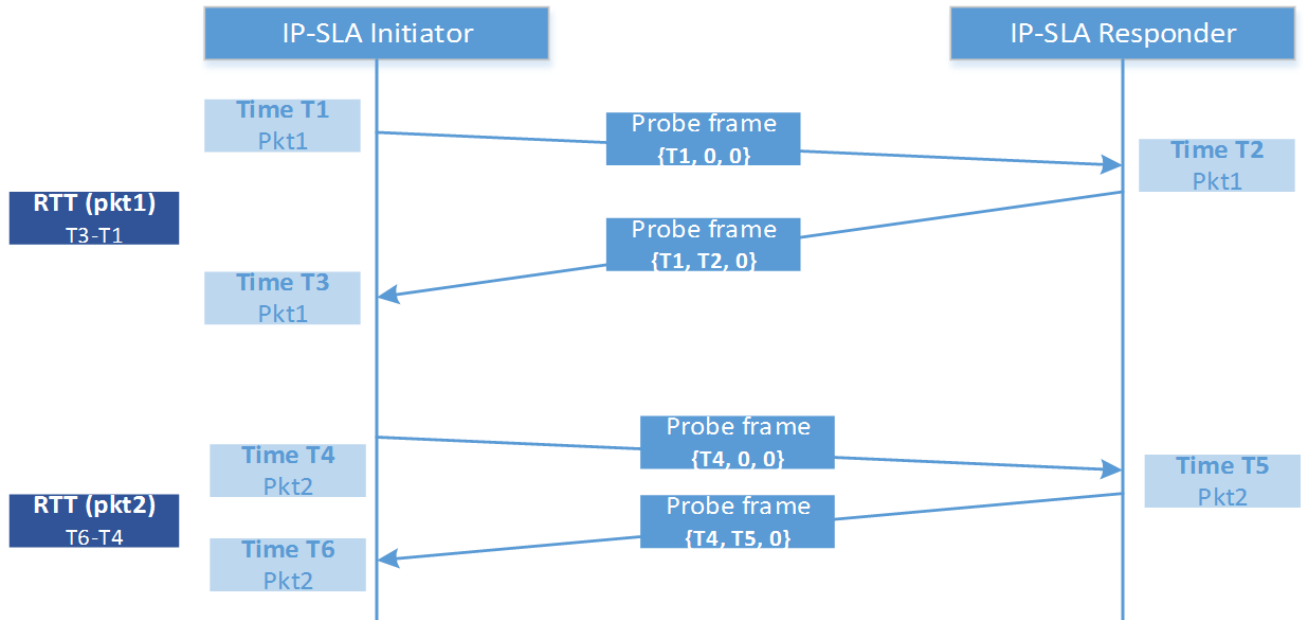 IP-SLA Initiator
IP-SLA Responder
Time T1
Pkt1
Probe frame
{T1, 0, 0}
Time T2
Pkt1
RTT (pkt1)
T3-T1
Probe frame
{T1, T2, 0}
Time T3
Pkt1
Probe frame
{T4, 0, 0}
Time T4
Pkt2
Time T5
Pkt2
RTT (pkt2)
T6-T4
Probe frame
{T4, T5, 0}
Time T6
Pkt2